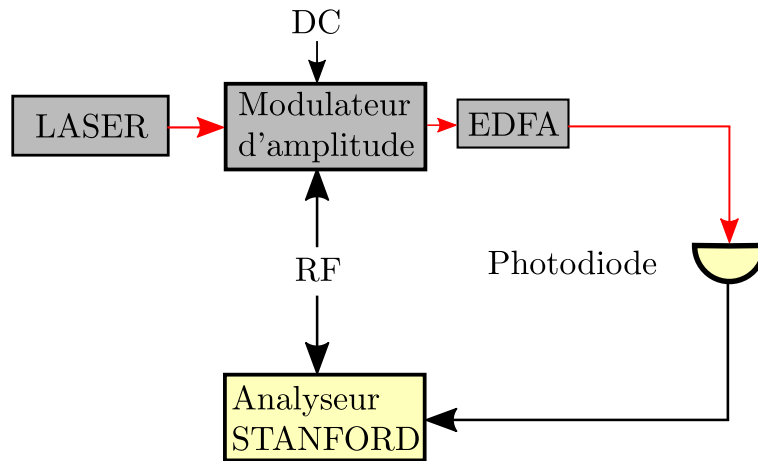 DC
LASER
Modulateur
d'amplitude
EDFA
RF
Photodiode
Analyseur
STANFORD